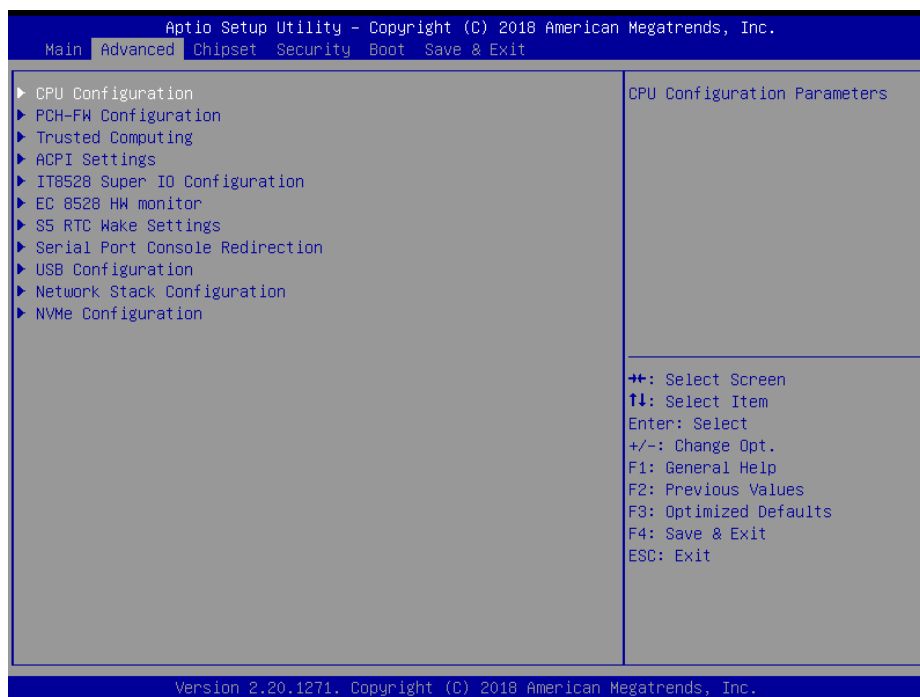 Aptio Setup Utility – Copyright (C) 2018 American Megatrends, Inc.
Main Advanced Chipset Security Boot Save & Exit
▶ CPU Configuration
▶ PCH-FW Configuration
▶ Trusted Computing
▶ ACPI Settings
▶ IT8528 Super IO Configuration
▶ EC 8528 HW monitor
▶ S5 RTC Wake Settings
▶ Serial Port Console Redirection
▶ USB Configuration
▶ Network Stack Configuration
▶ NVMe Configuration
CPU Configuration Parameters
→←: Select Screen
↑↓: Select Item
Enter: Select
+/-: Change Opt.
F1: General Help
F2: Previous Values
F3: Optimized Defaults
F4: Save & Exit
ESC: Exit
Version 2.20.1271. Copyright (C) 2018 American Megatrends, Inc.